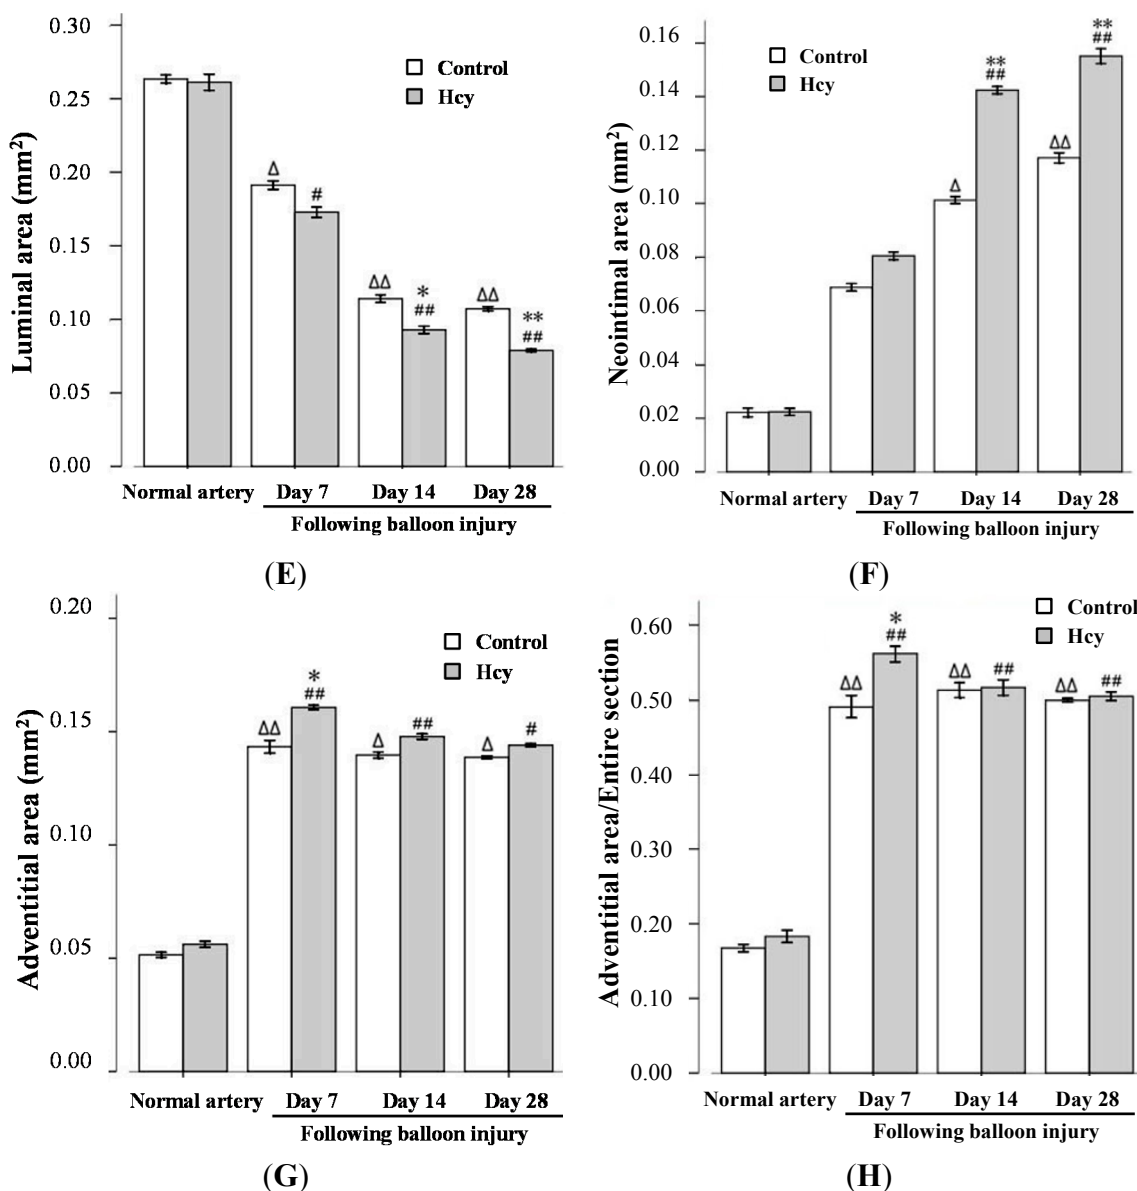 0.30
0.25
0.20
0.15
0.10
0.05
0.00
Luminal area (mm²)
Control
Hcy
Δ
#
ΔΔ
*
##
ΔΔ
**
##
Normal artery Day 7 Day 14 Day 28
Following balloon injury
(E)
0.16
0.14
0.12
0.10
0.08
0.06
0.04
0.02
0.00
Neointimal area (mm²)
Control
Hcy
Δ
**
##
ΔΔ
**
##
Normal artery Day 7 Day 14 Day 28
Following balloon injury
(F)
0.20
0.15
0.10
0.05
0.00
Adventitial area (mm²)
Control
Hcy
ΔΔ
*
##
Δ
##
Δ
#
Normal artery Day 7 Day 14 Day 28
Following balloon injury
(G)
0.60
0.50
0.40
0.30
0.20
0.10
0.00
Adventitial area/Entire section
Control
Hcy
ΔΔ
*
##
ΔΔ
##
ΔΔ
##
Normal artery Day 7 Day 14 Day 28
Following balloon injury
(H)